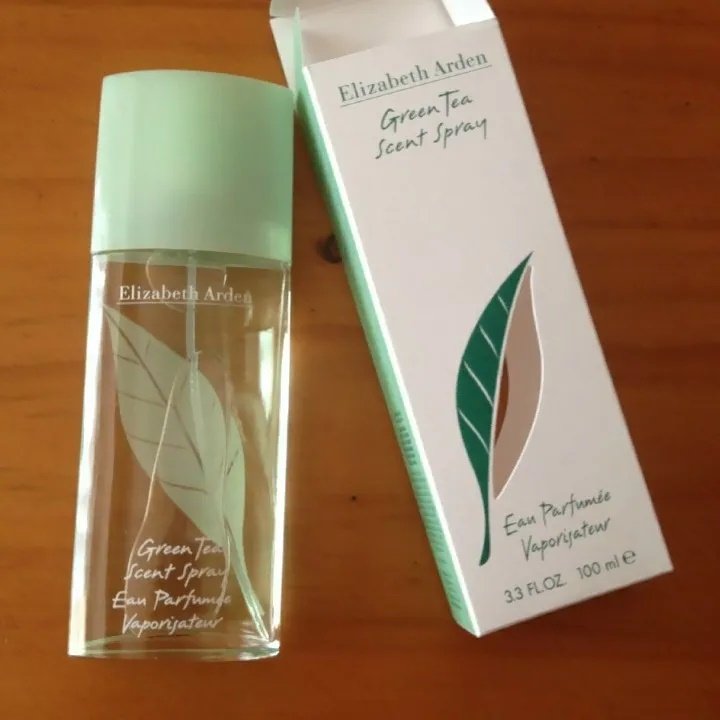 Elizabeth Arden
Green Tea
Scent Spray
Eau Parfumée
Vaporisateur
Elizabeth Arden
Green Tea
Scent Spray
Eau Parfumée
Vaporisateur
3.3 FL.OZ. 100 ml e